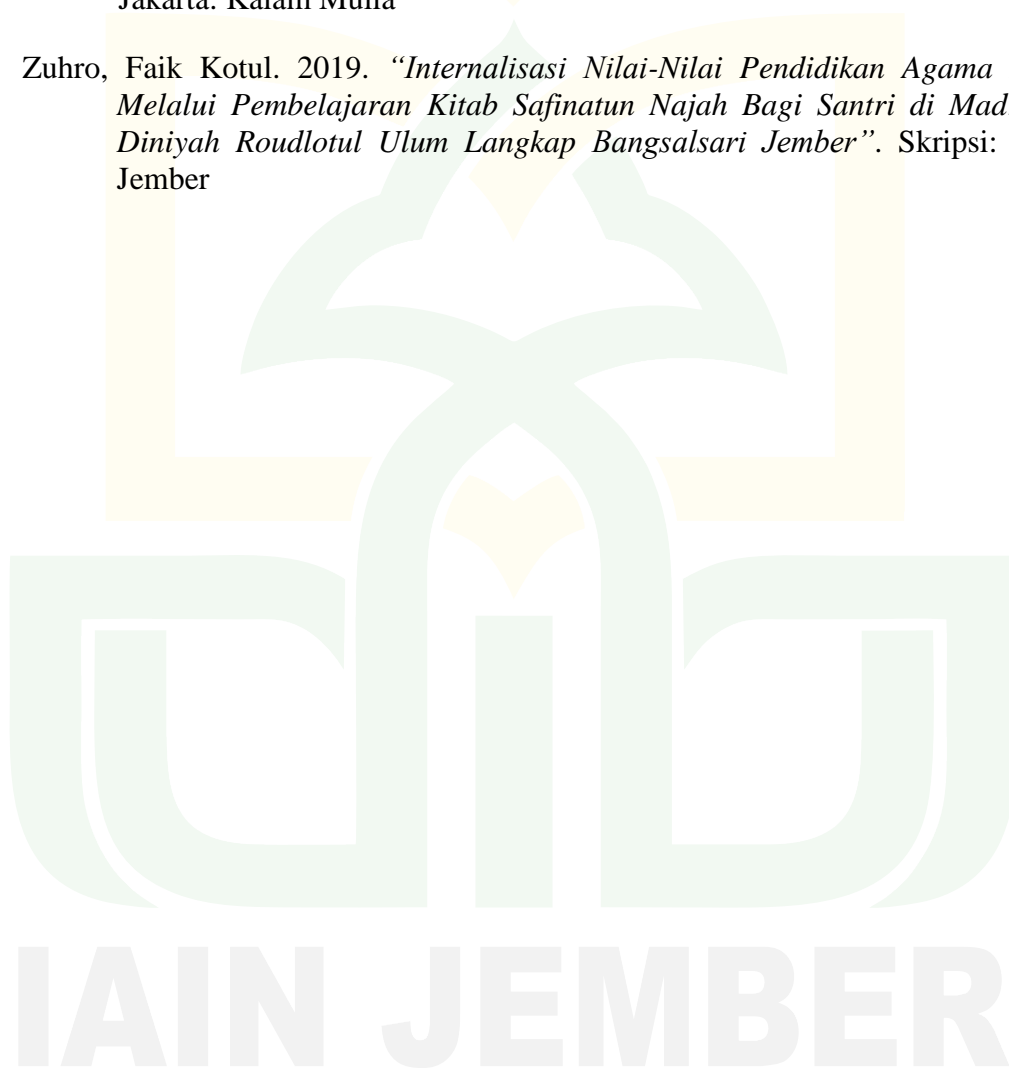 Jakarta: Kalam Mulia
Zuhro, Faik Kotul. 2019. “Internalisasi Nilai-Nilai Pendidikan Agama
Melalui Pembelajaran Kitab Safinatun Najah Bagi Santri di Mad
Diniyah Roudlotul Ulum Langkap Bangsalsari Jember”. Skripsi:
Jember
IAIN JEMBER